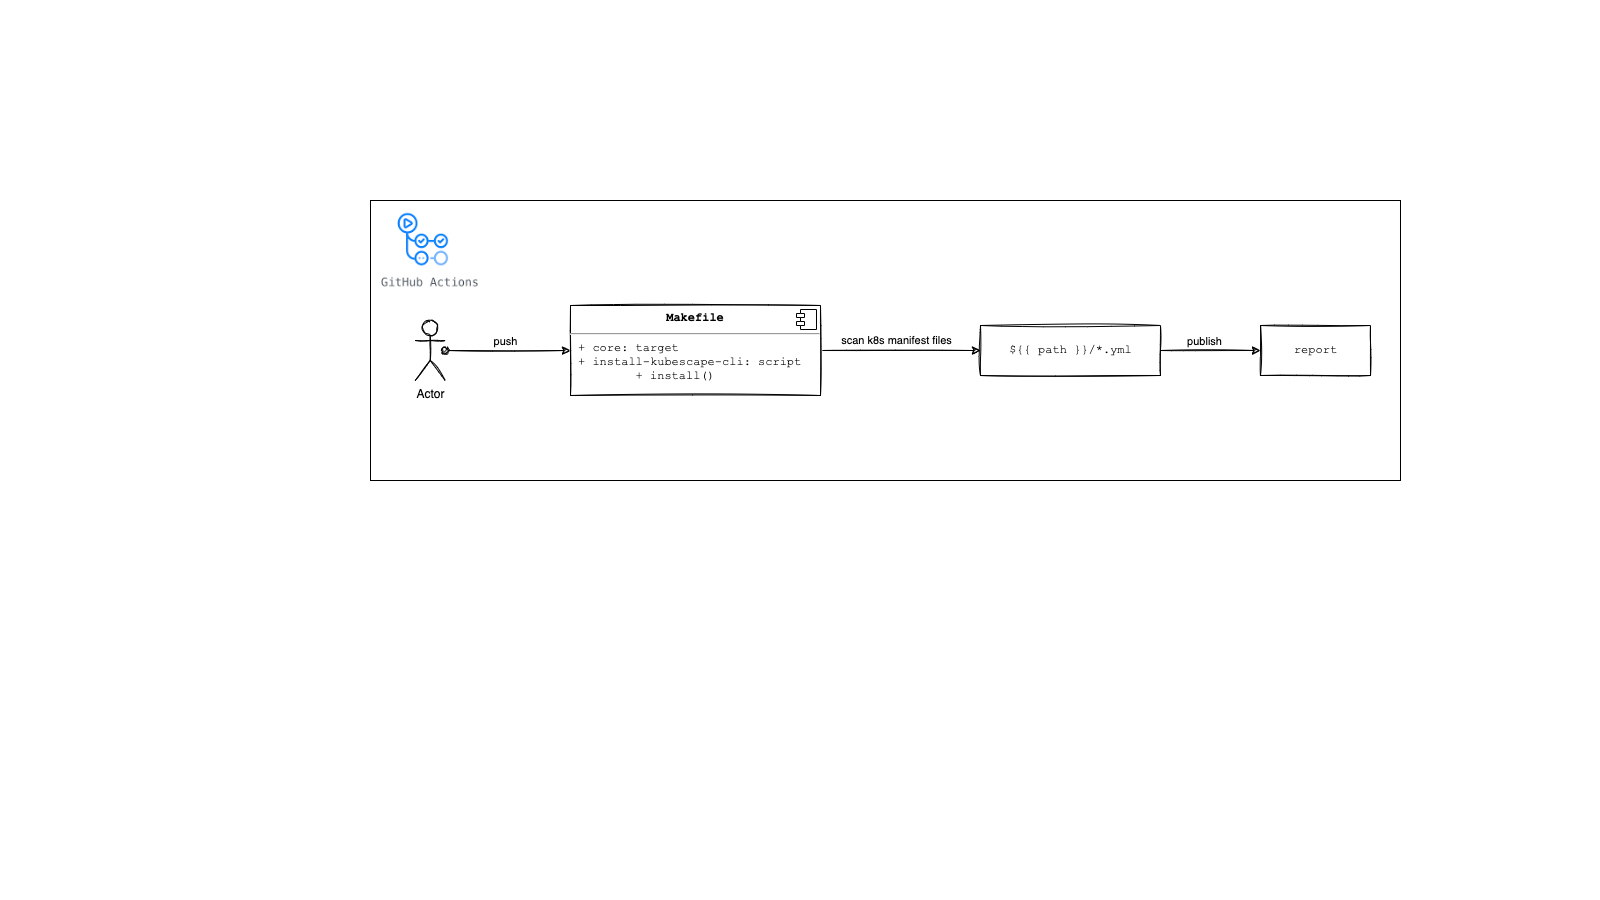 GitHub Actions
Actor
push
Makefile
+ core: target
+ install-kubescape-cli: script
+ install()
scan k8s manifest files
${{ path }}/*.yml
publish
report